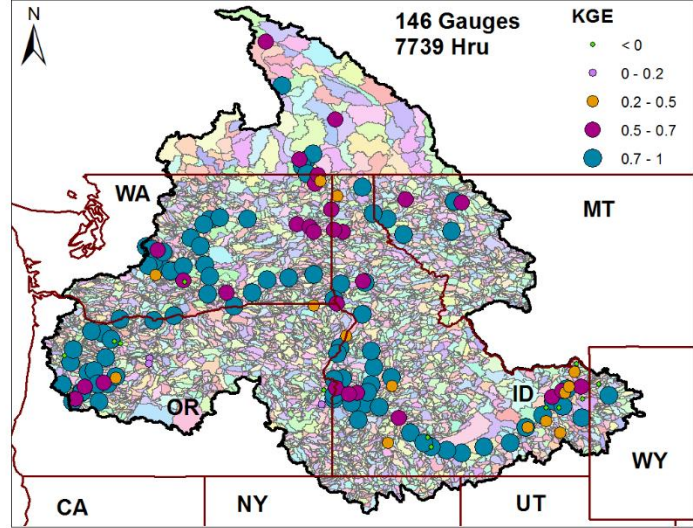 N
146 Gauges
7739 Hru
KGE
< 0
0 - 0.2
0.2 - 0.5
0.5 - 0.7
0.7 - 1
WA
MT
OR
ID
WY
CA
NY
UT